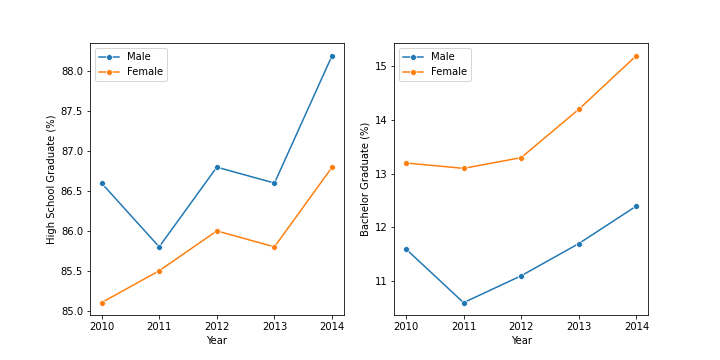 Male
Female
High School Graduate (%)
88.0
87.5
87.0
86.5
86.0
85.5
85.0
2010 2011 2012 2013 2014
Year
Male
Female
Bachelor Graduate (%)
15
14
13
12
11
2010 2011 2012 2013 2014
Year